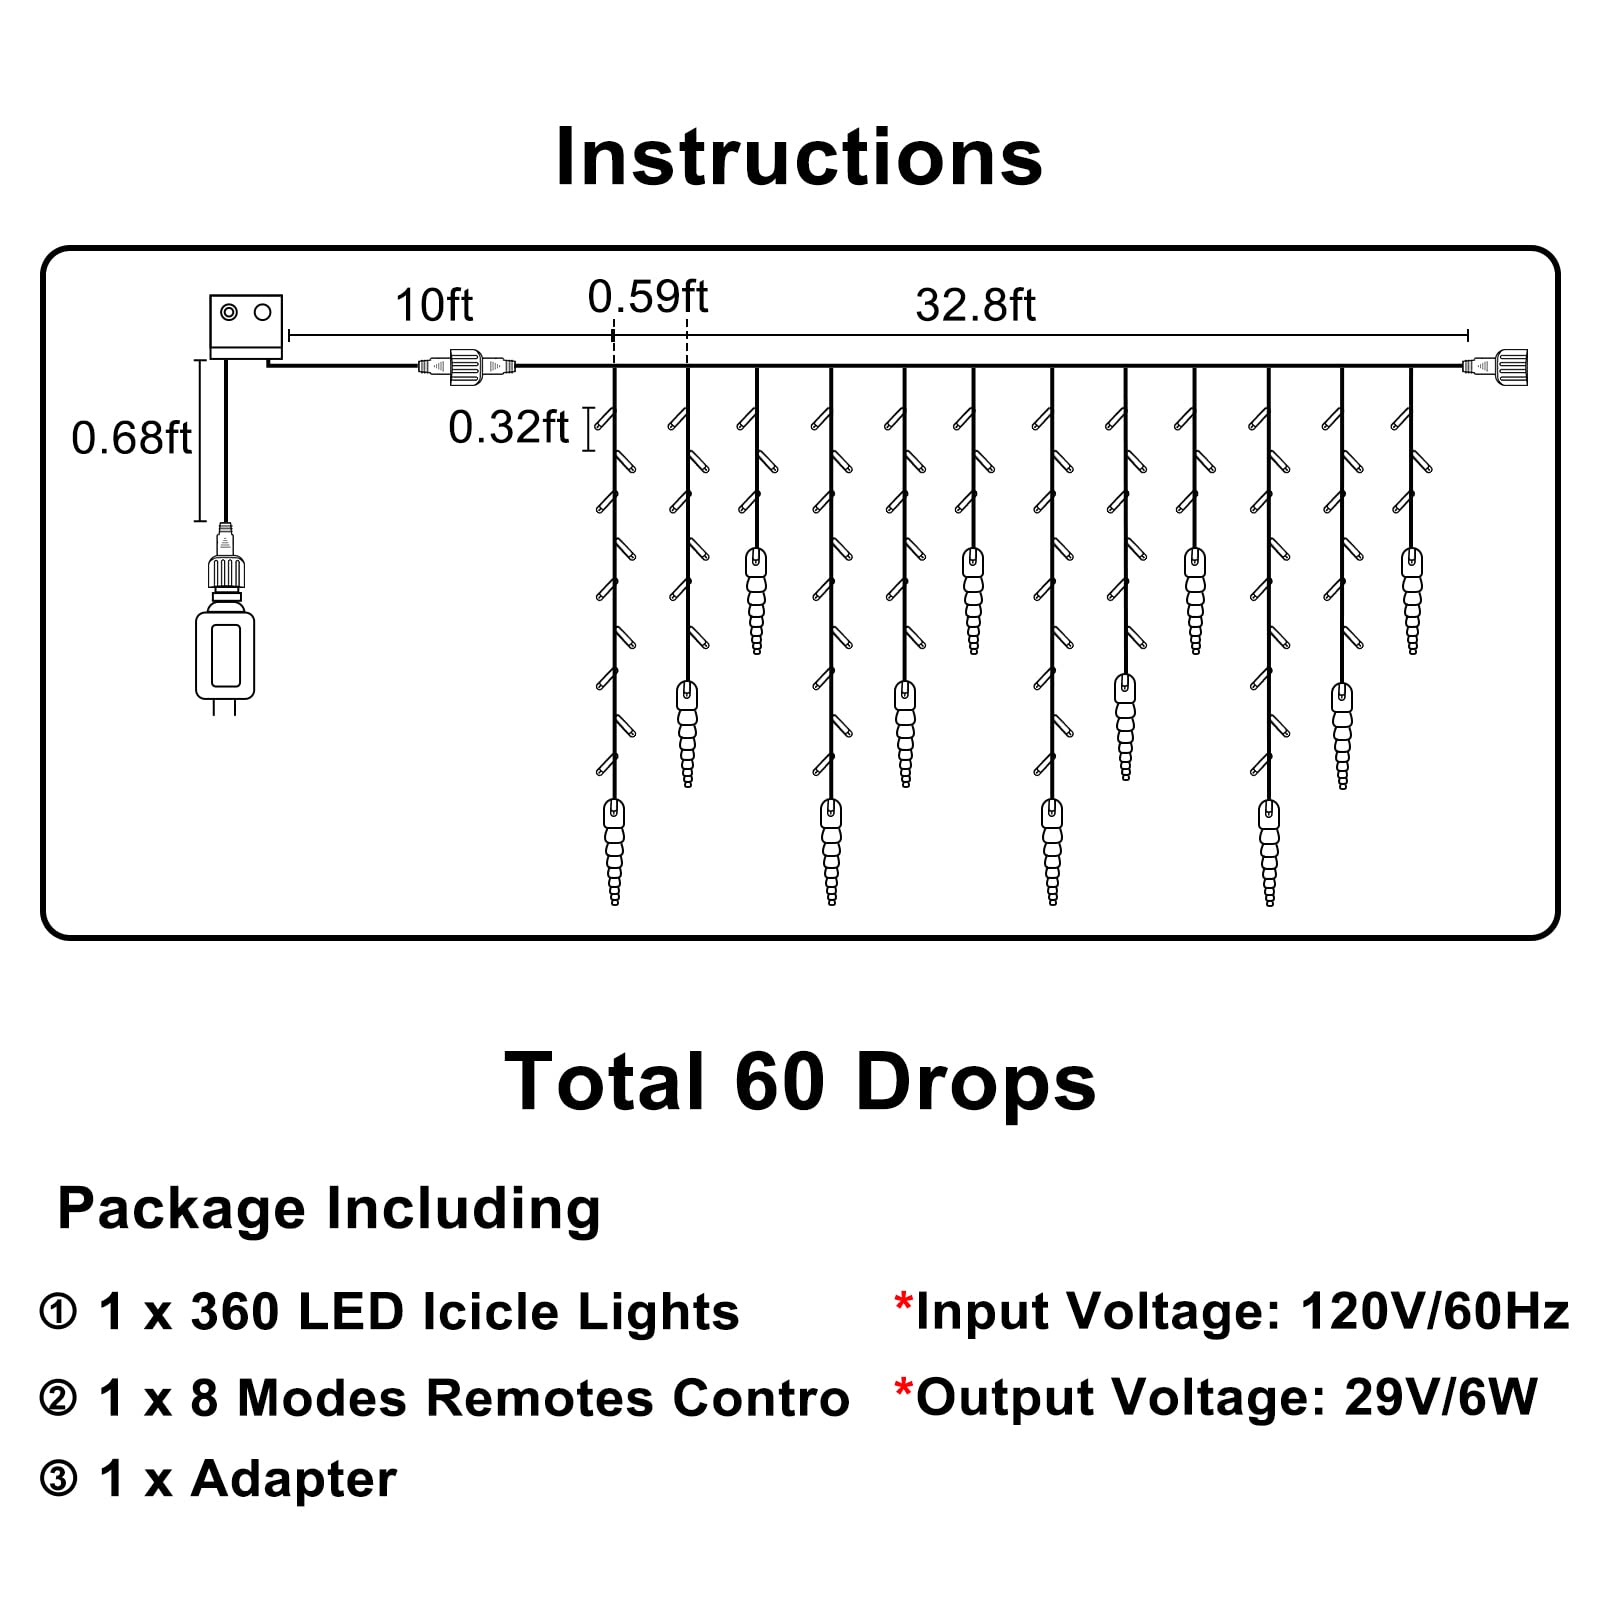 Instructions
10ft
0.59ft
32.8ft
0.68ft
0.32ft
Total 60 Drops
Package Including
① 1 x 360 LED Icicle Lights
*Input Voltage: 120V/60Hz
② 1 x 8 Modes Remotes Contro
*Output Voltage: 29V/6W
③ 1 x Adapter